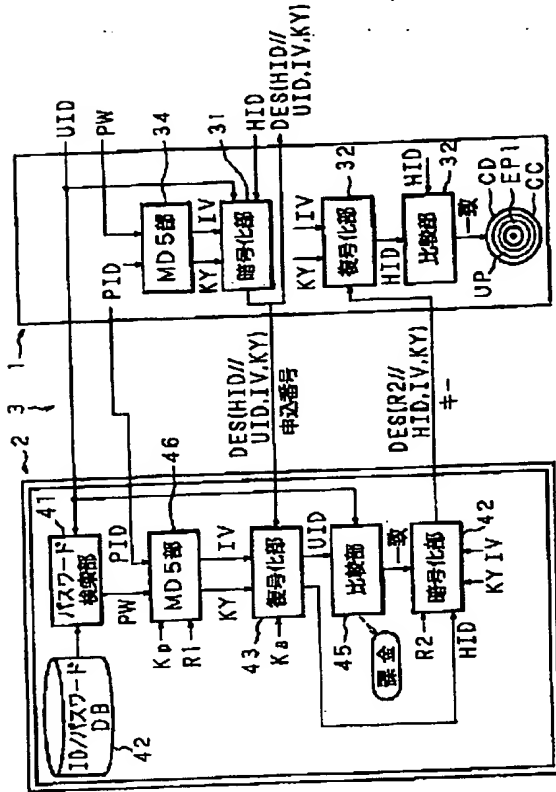 ~ 2
3
1
ID/パスワード
DB
42
パスワード
検索部
41
PID
PW
Kp
R1
MD5部
46
KY
IV
43
Ka
復号化部
UID
45
比較部
課金
一致
R2
暗号化部
42
HID
KY IV
DES(HID//
UID,IV,KY)
申込番号
DES(R2//
HID,IV,KY)
キー
UID
PW
PID
MD5部
34
KY
IV
暗号化部
31
HID
DES(HID//
UID,IV,KY)
KY
IV
復号化部
32
HID
比較部
32
HID
一致
UP
CD
EP1
CC